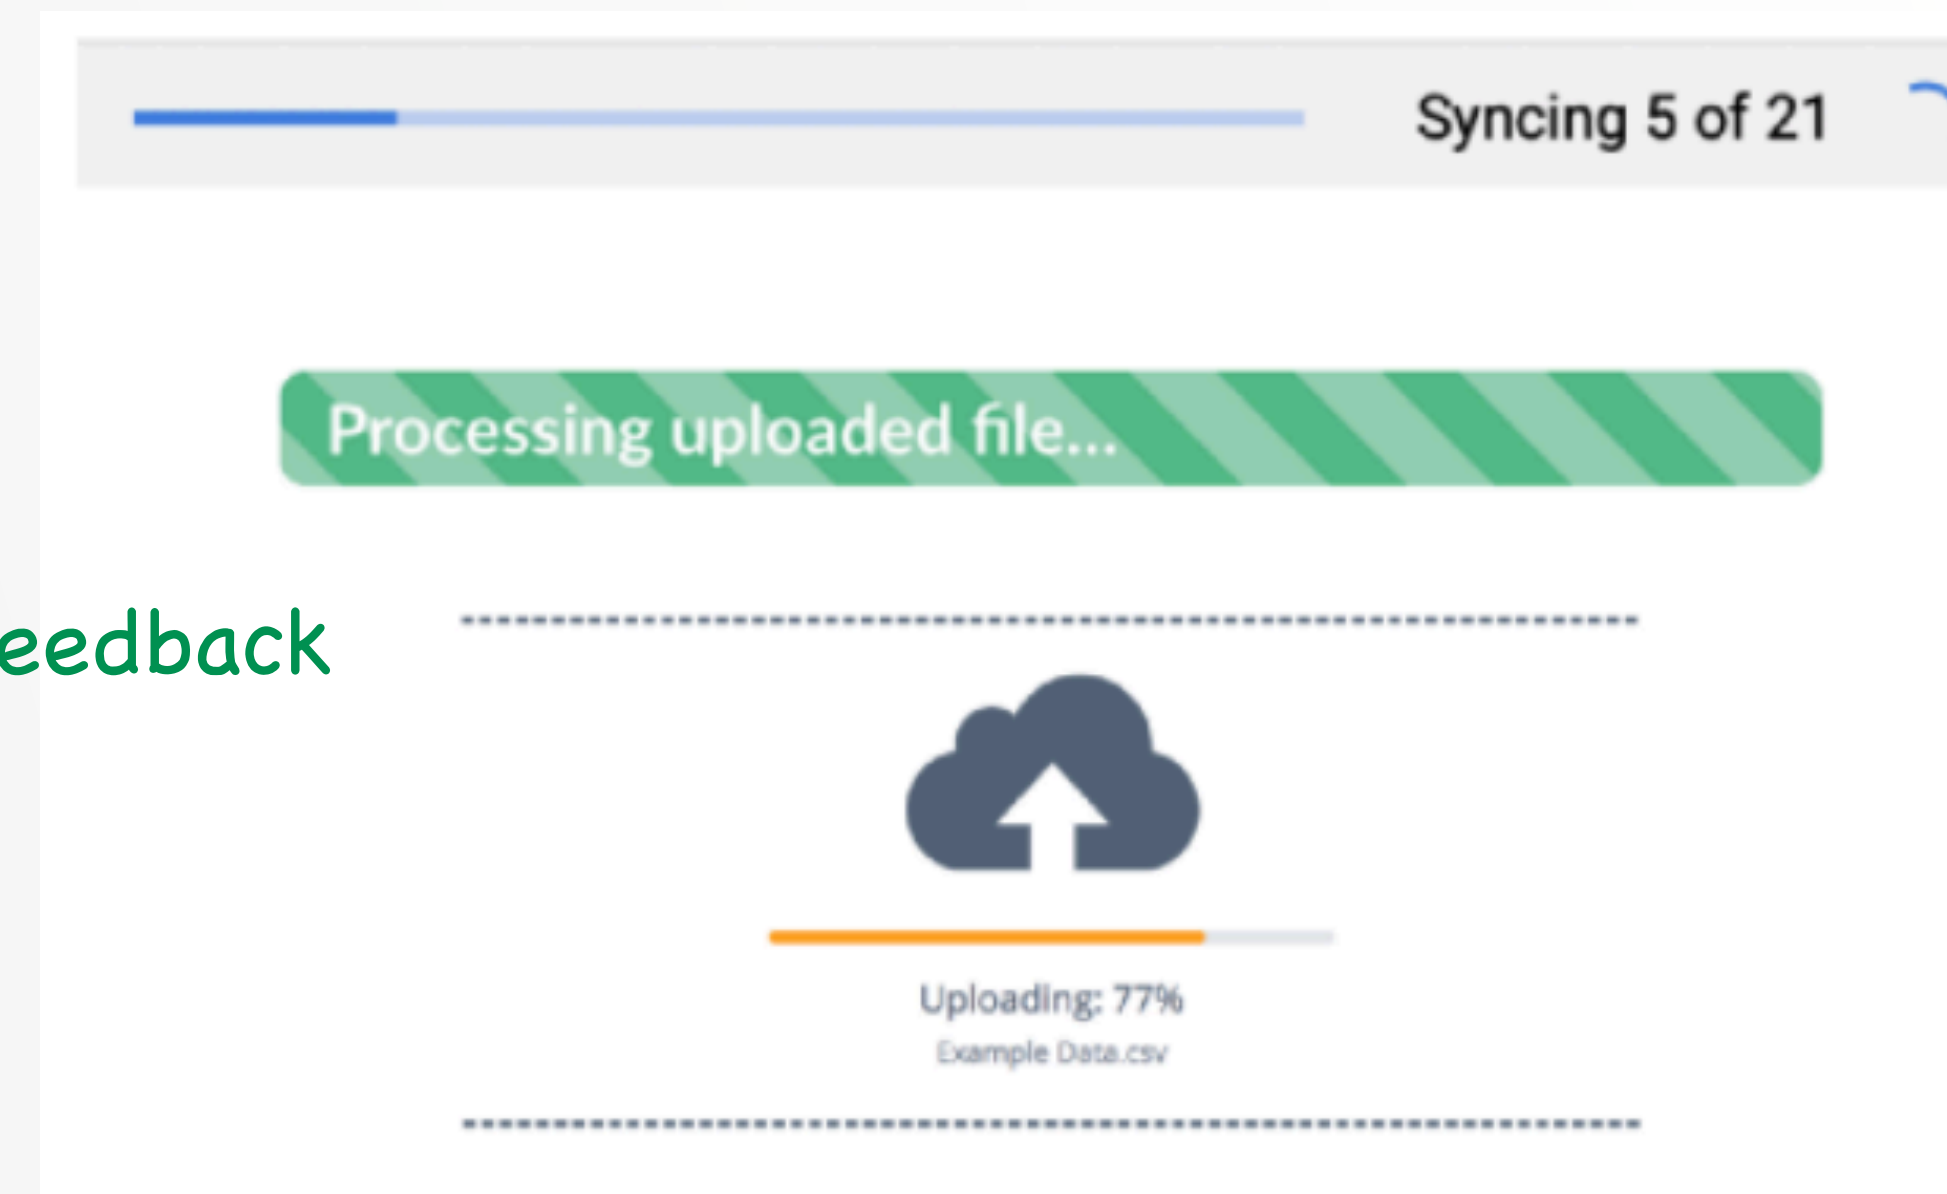 Syncing 5 of 21
Processing uploaded file...
eedback
Uploading: 77%
Example Data.csv